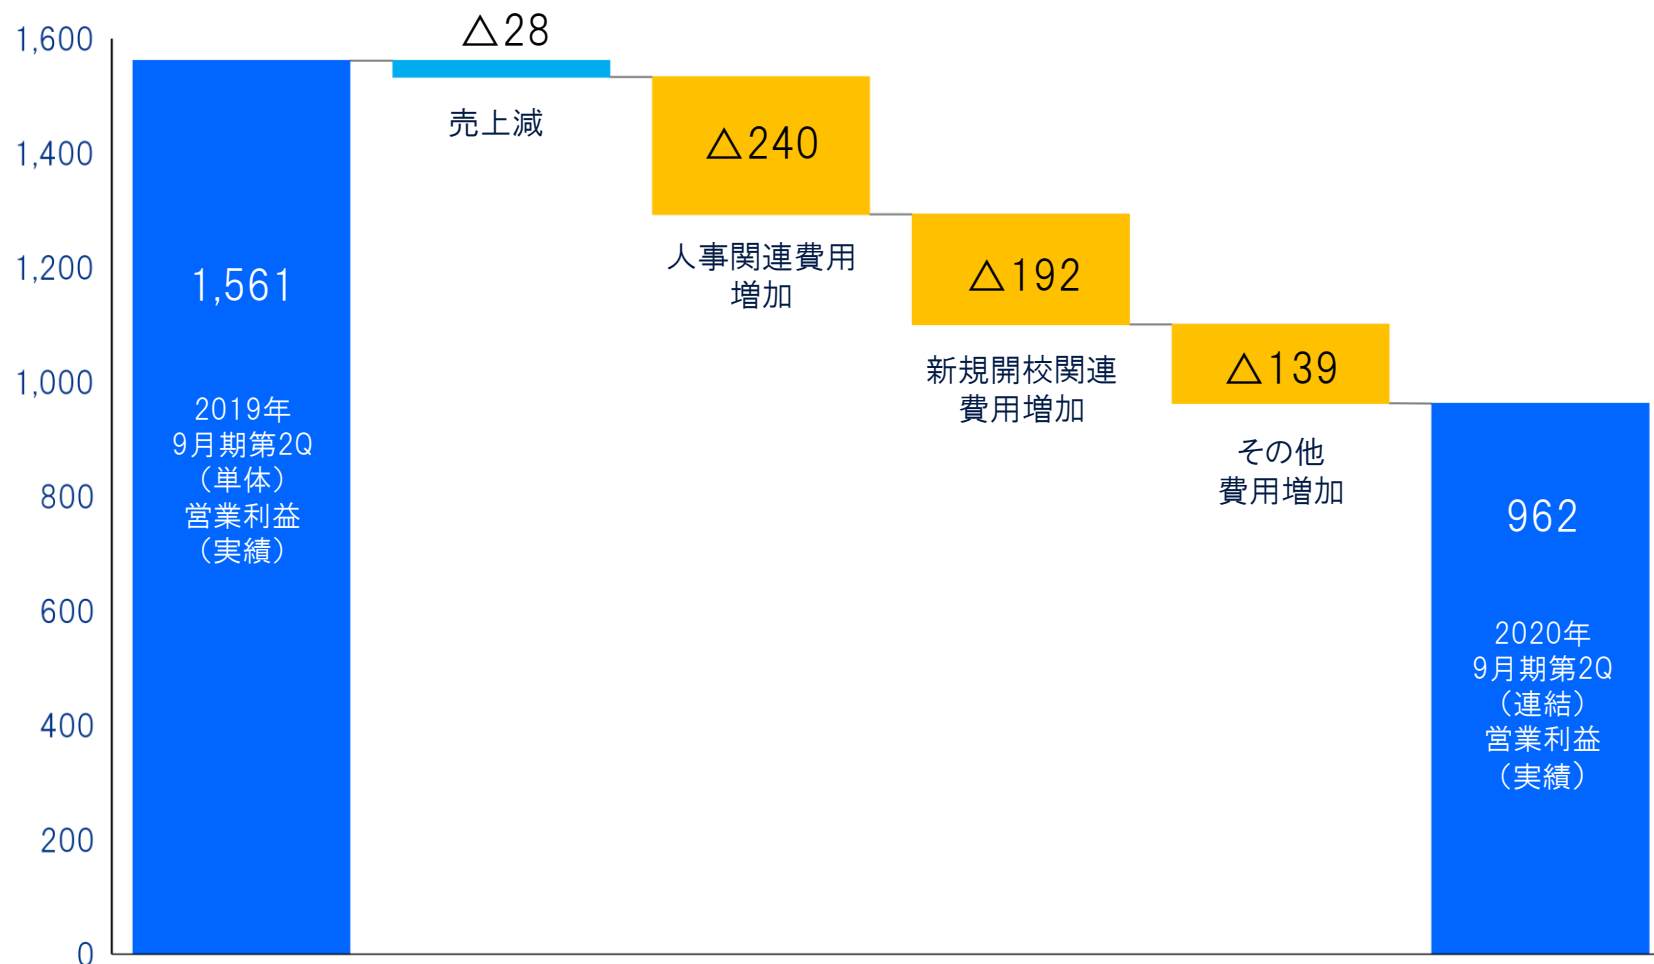 1,600
1,400
1,200
1,000
800
600
400
200
0
1,561
2019年
9月期第2Q
（単体）
営業利益
（実績）
△28
売上減
△240
人事関連費用
増加
△192
新規開校関連
費用増加
△139
その他
費用増加
962
2020年
9月期第2Q
（連結）
営業利益
（実績）